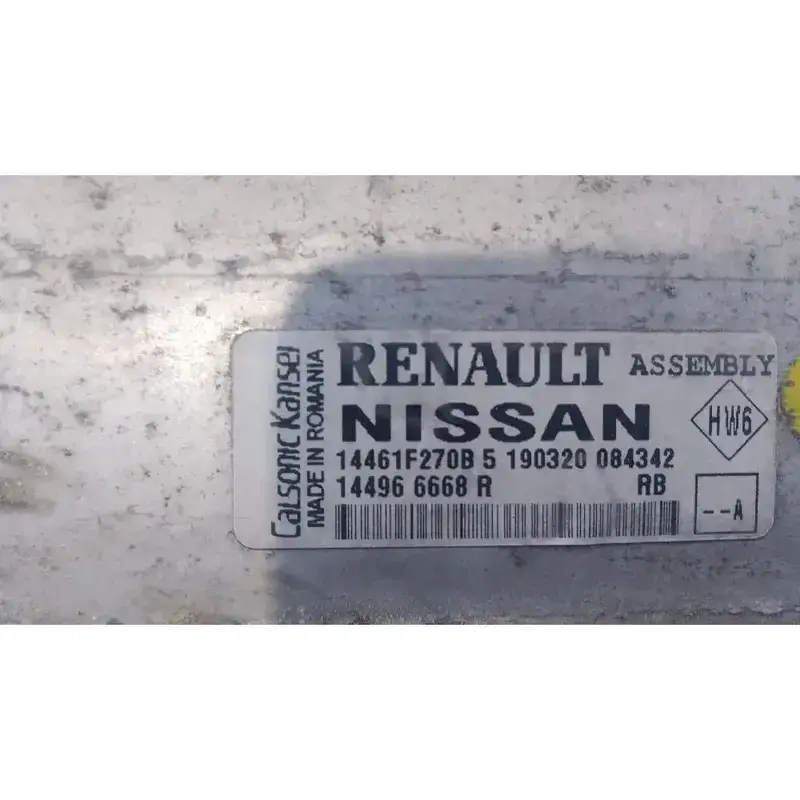 Calsonic Kansei
MADE IN ROMANIA
RENAULT ASSEMBLY
NISSAN
HW6
14461F270B 5 190320 084342
14496 6668 R RB
--A